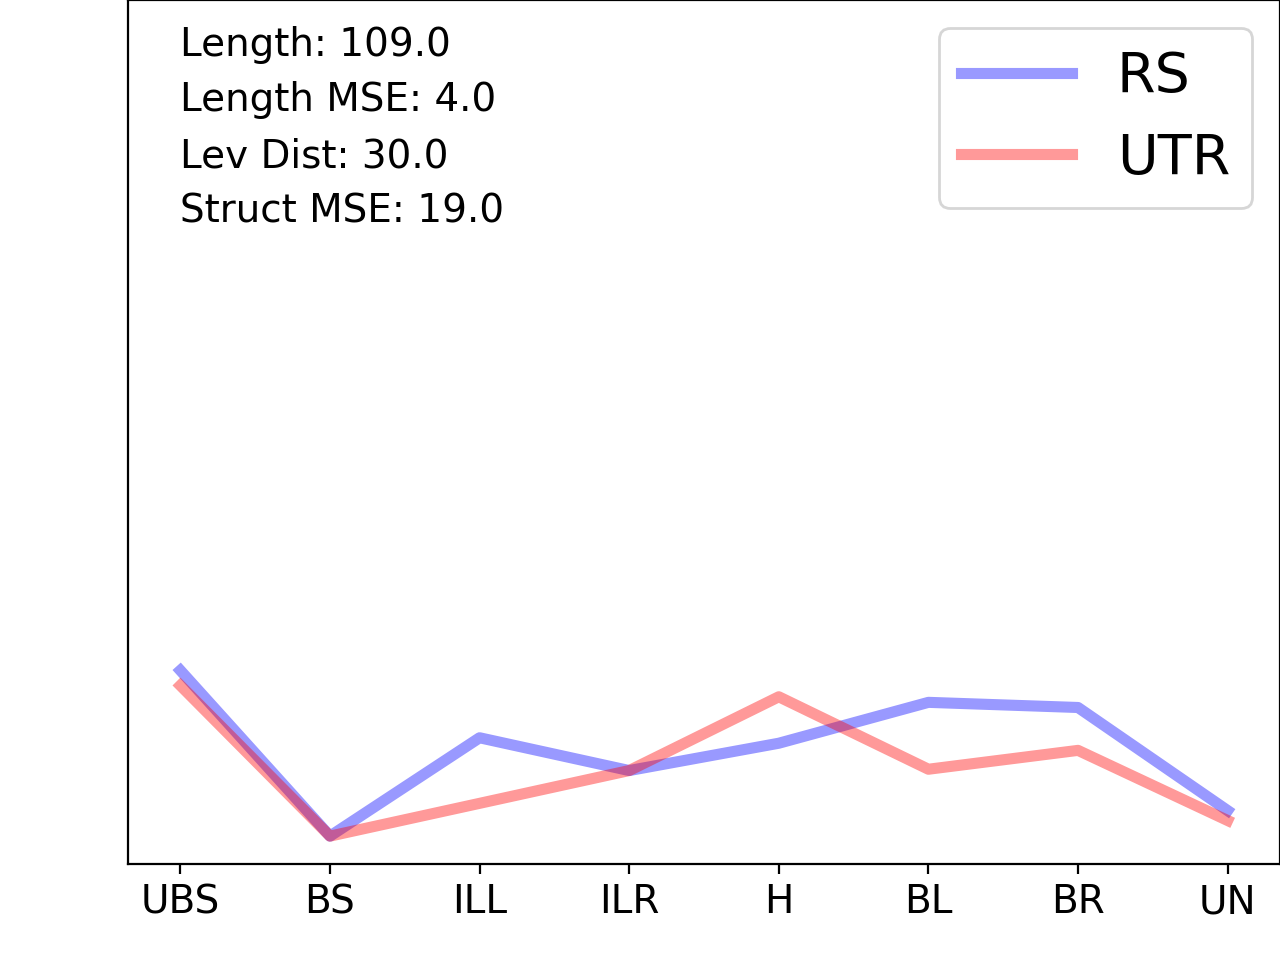 Length: 109.0
Length MSE: 4.0
Lev Dist: 30.0
Struct MSE: 19.0
RS
UTR
UBS BS ILL ILR H BL BR UN